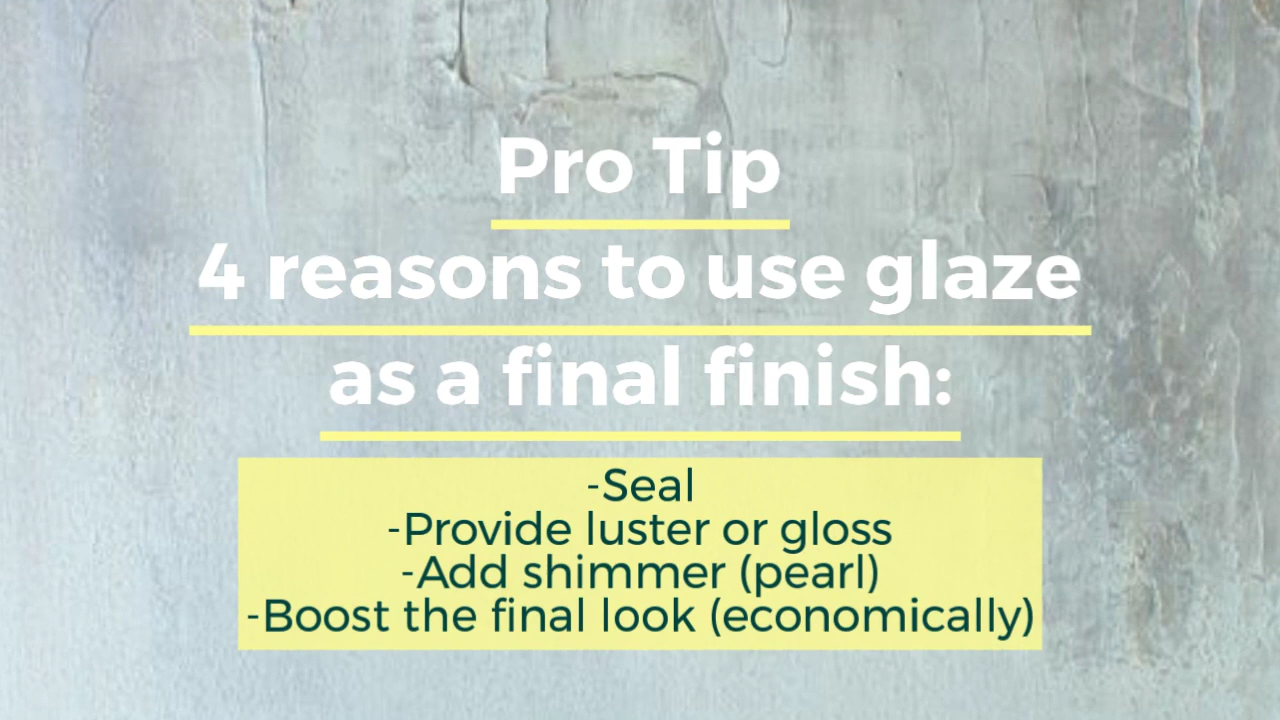 Pro Tip
4 reasons to use glaze
as a final finish:
-Seal
-Provide luster or gloss
-Add shimmer (pearl)
-Boost the final look (economically)